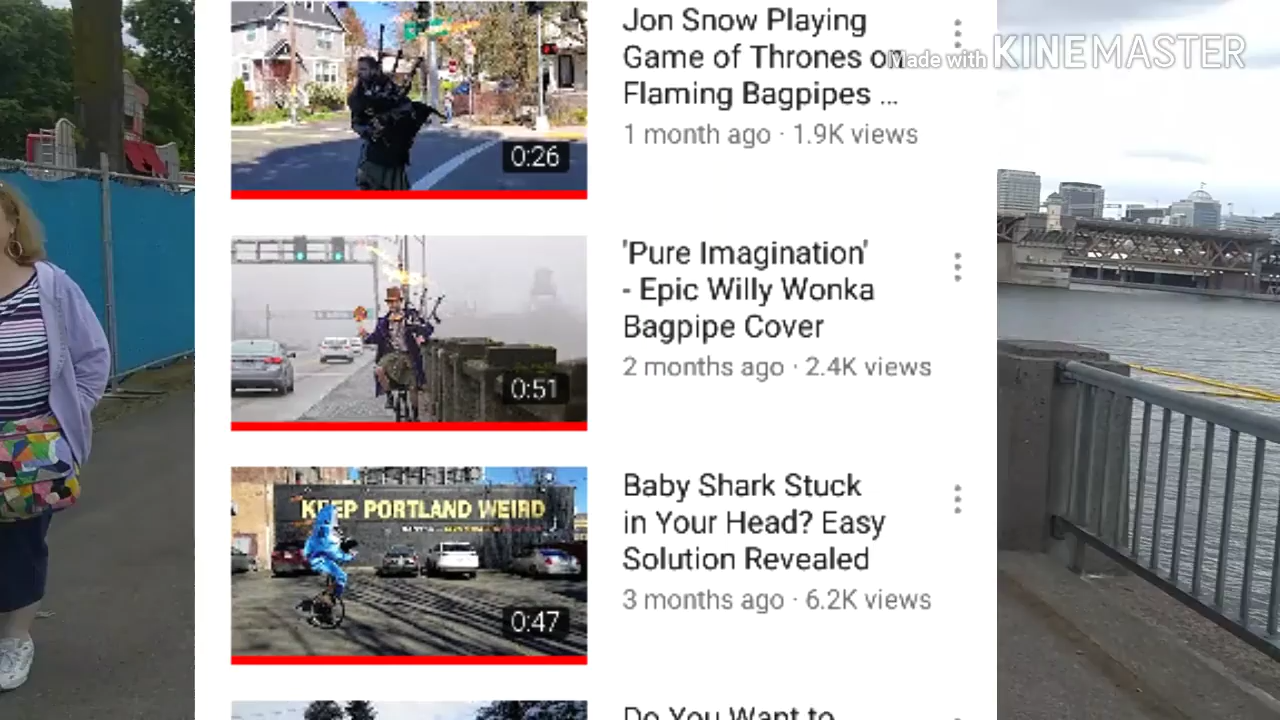 Jon Snow Playing
Game of Thrones on
Flaming Bagpipes ...
1 month ago · 1.9K views
0:26
Made with KINEMASTER
'Pure Imagination'
- Epic Willy Wonka
Bagpipe Cover
2 months ago · 2.4K views
0:51
KEEP PORTLAND WEIRD
Baby Shark Stuck
in Your Head? Easy
Solution Revealed
3 months ago · 6.2K views
0:47
Do You Want to